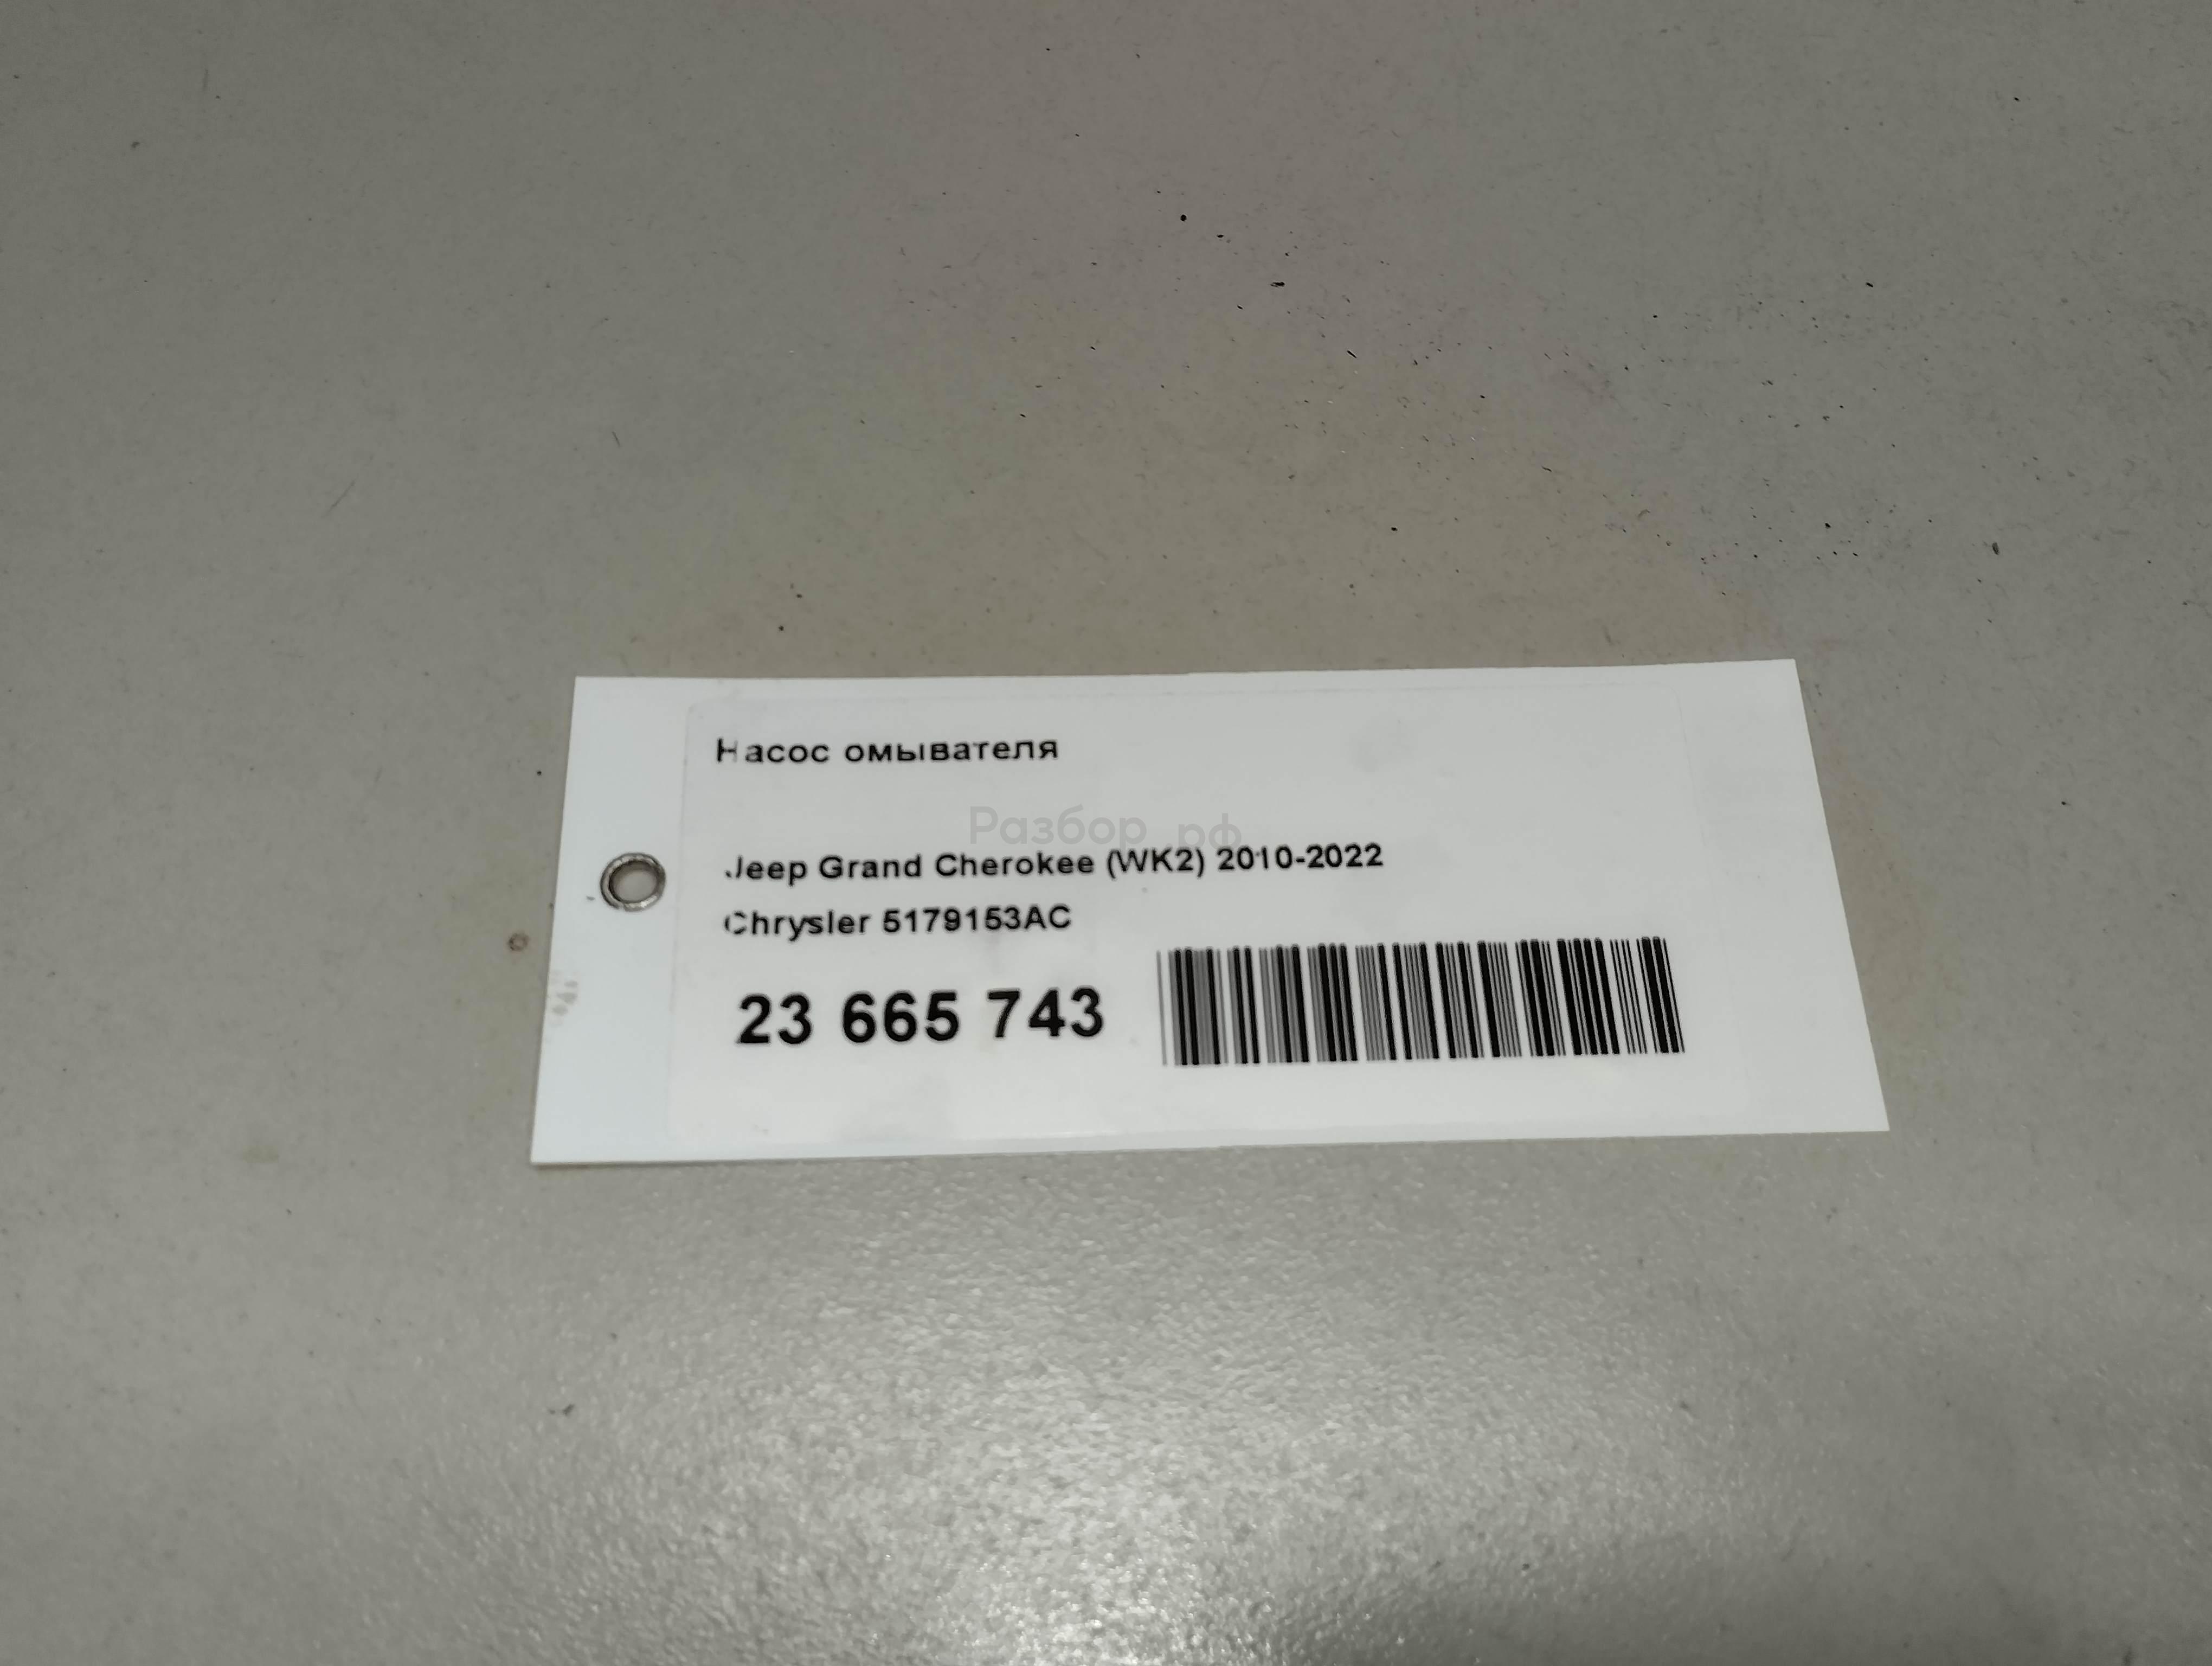 Насос омывателя
Разбор.рф
Jeep Grand Cherokee (WK2) 2010-2022
Chrysler 5179153AC
23 665 743